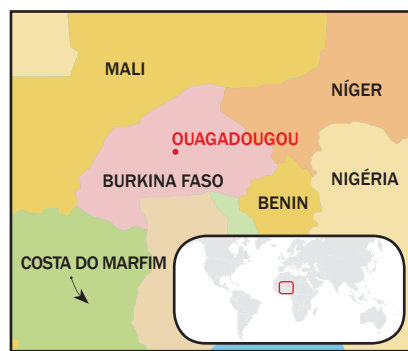 MALI
NÍGER
OUAGADOUGOU
BURKINA FASO
NIGÉRIA
BENIN
COSTA DO MARFIM